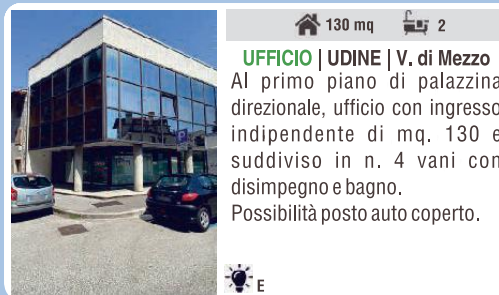 130 mq 2
UFFICIO | UDINE | V. di Mezzo
Al primo piano di palazzina
direzionale, ufficio con ingresso
indipendente di mq. 130 e
suddiviso in n. 4 vani con
disimpegno e bagno.
Possibilità posto auto coperto.
E